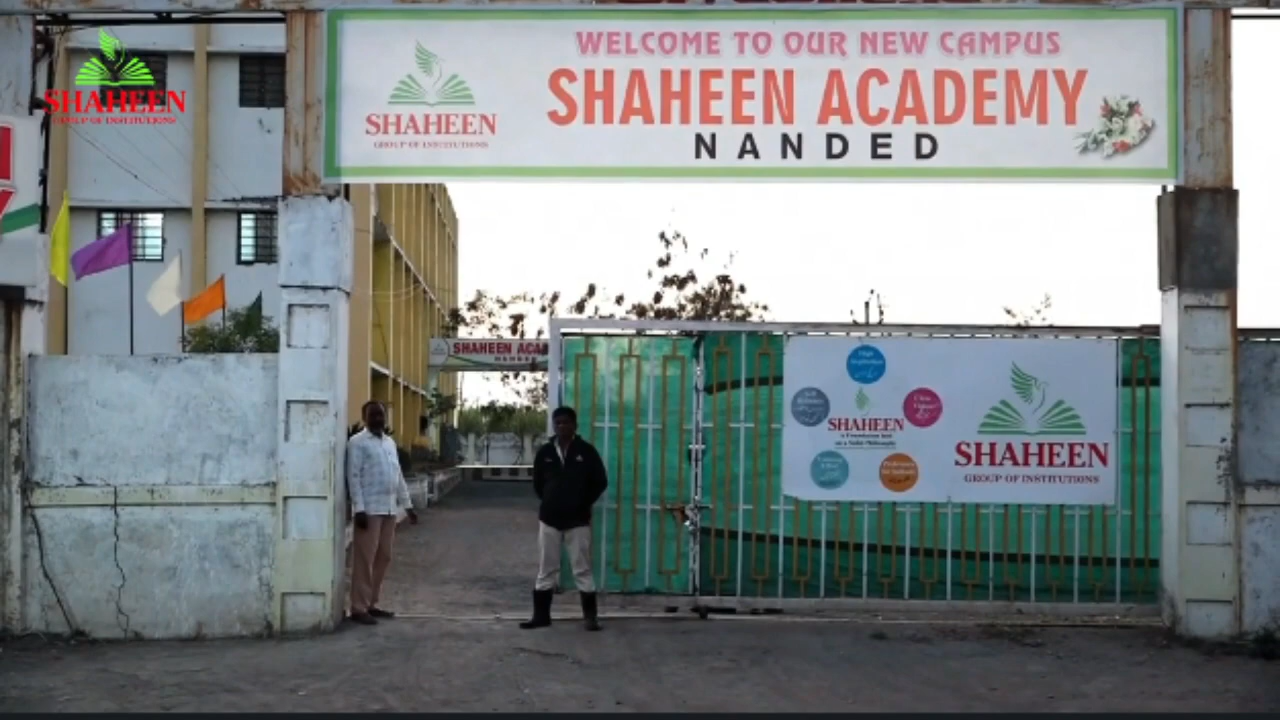 SHAHEEN
GROUP OF INSTITUTIONS
WELCOME TO OUR NEW CAMPUS
SHAHEEN ACADEMY
NANDED
SHAHEEN
GROUP OF INSTITUTIONS
SHAHEEN ACA
SHAHEEN
SHAHEEN
GROUP OF INSTITUTIONS